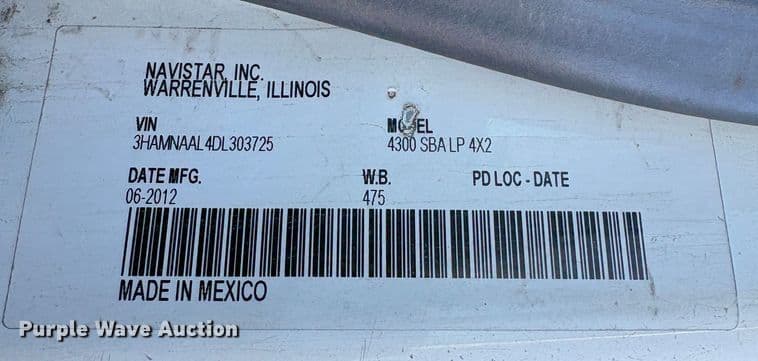 NAVISTAR, INC.
WARRENVILLE, ILLINOIS
VIN MODEL
3HAMNAAL4DL303725 4300 SBA LP 4X2
DATE MFG. W.B. PD LOC - DATE
06-2012 475
MADE IN MEXICO
Purple Wave Auction